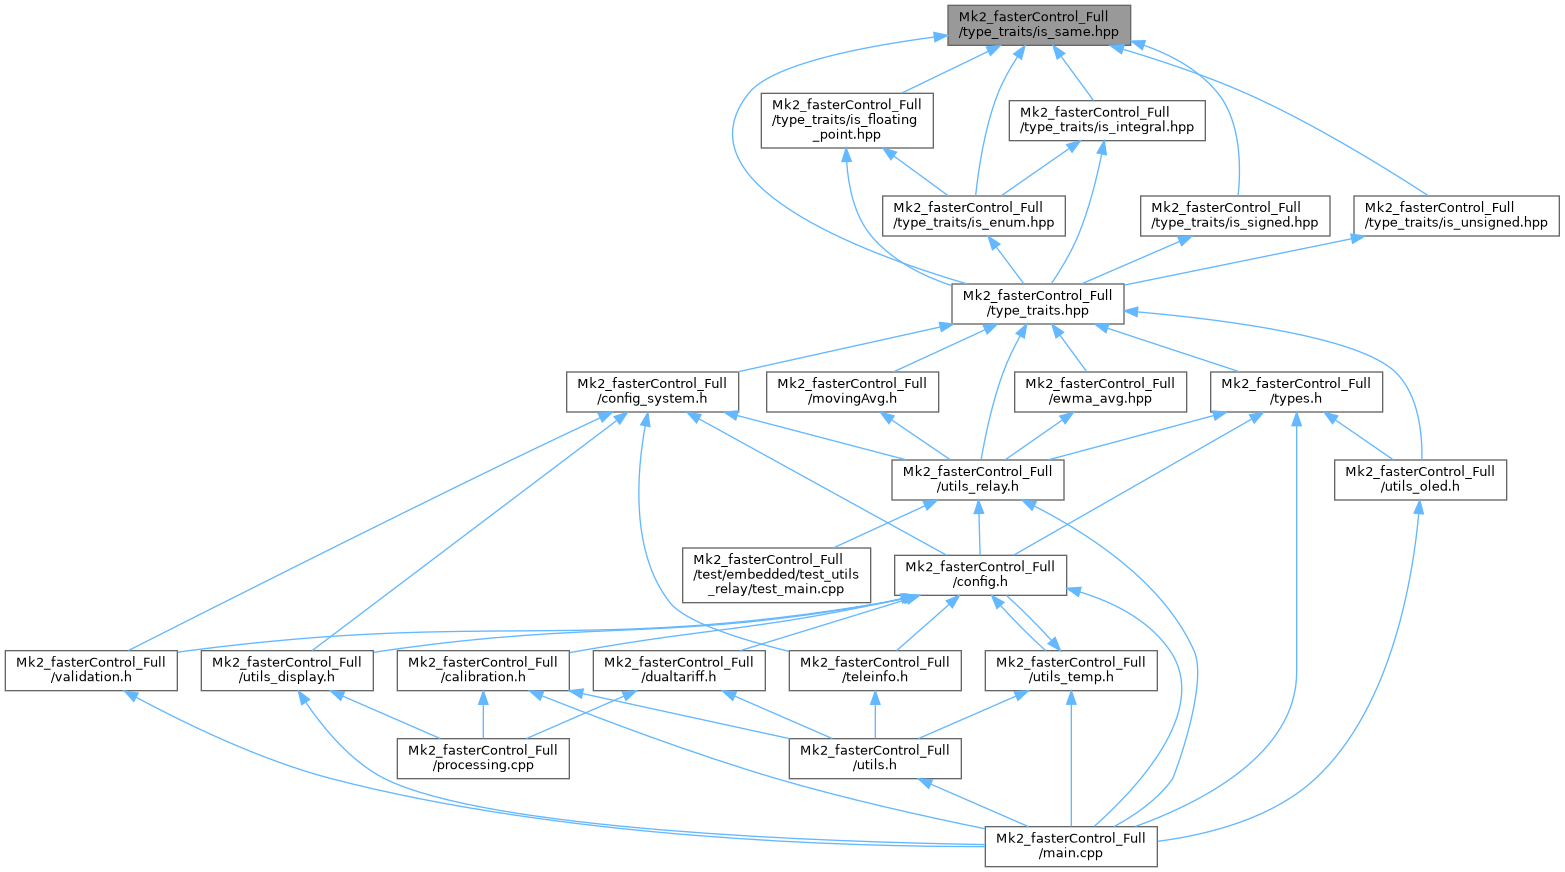 Mk2_fasterControl_Full
/type_traits/is_same.hpp
Mk2_fasterControl_Full
/type_traits/is_floating
_point.hpp
Mk2_fasterControl_Full
/type_traits/is_integral.hpp
Mk2_fasterControl_Full
/type_traits/is_enum.hpp
Mk2_fasterControl_Full
/type_traits/is_signed.hpp
Mk2_fasterControl_Full
/type_traits/is_unsigned.hpp
Mk2_fasterControl_Full
/type_traits.hpp
Mk2_fasterControl_Full
/config_system.h
Mk2_fasterControl_Full
/movingAvg.h
Mk2_fasterControl_Full
/ewma_avg.hpp
Mk2_fasterControl_Full
/types.h
Mk2_fasterControl_Full
/utils_relay.h
Mk2_fasterControl_Full
/utils_oled.h
Mk2_fasterControl_Full
/test/embedded/test_utils
_relay/test_main.cpp
Mk2_fasterControl_Full
/config.h
Mk2_fasterControl_Full
/validation.h
Mk2_fasterControl_Full
/utils_display.h
Mk2_fasterControl_Full
/calibration.h
Mk2_fasterControl_Full
/dualtariff.h
Mk2_fasterControl_Full
/teleinfo.h
Mk2_fasterControl_Full
/utils_temp.h
Mk2_fasterControl_Full
/processing.cpp
Mk2_fasterControl_Full
/utils.h
Mk2_fasterControl_Full
/main.cpp